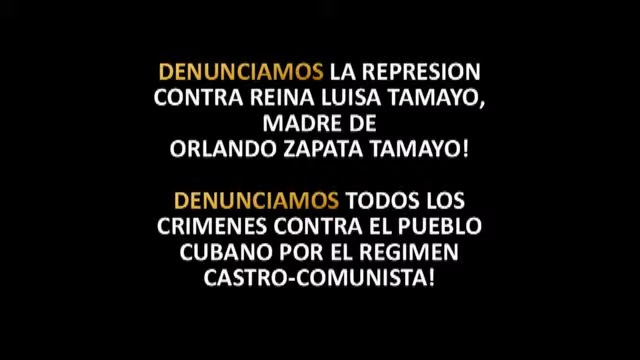 DENUNCIAMOS LA REPRESION
CONTRA REINA LUISA TAMAYO,
MADRE DE
ORLANDO ZAPATA TAMAYO!
DENUNCIAMOS TODOS LOS
CRIMENES CONTRA EL PUEBLO
CUBANO POR EL REGIMEN
CASTRO-COMUNISTA!